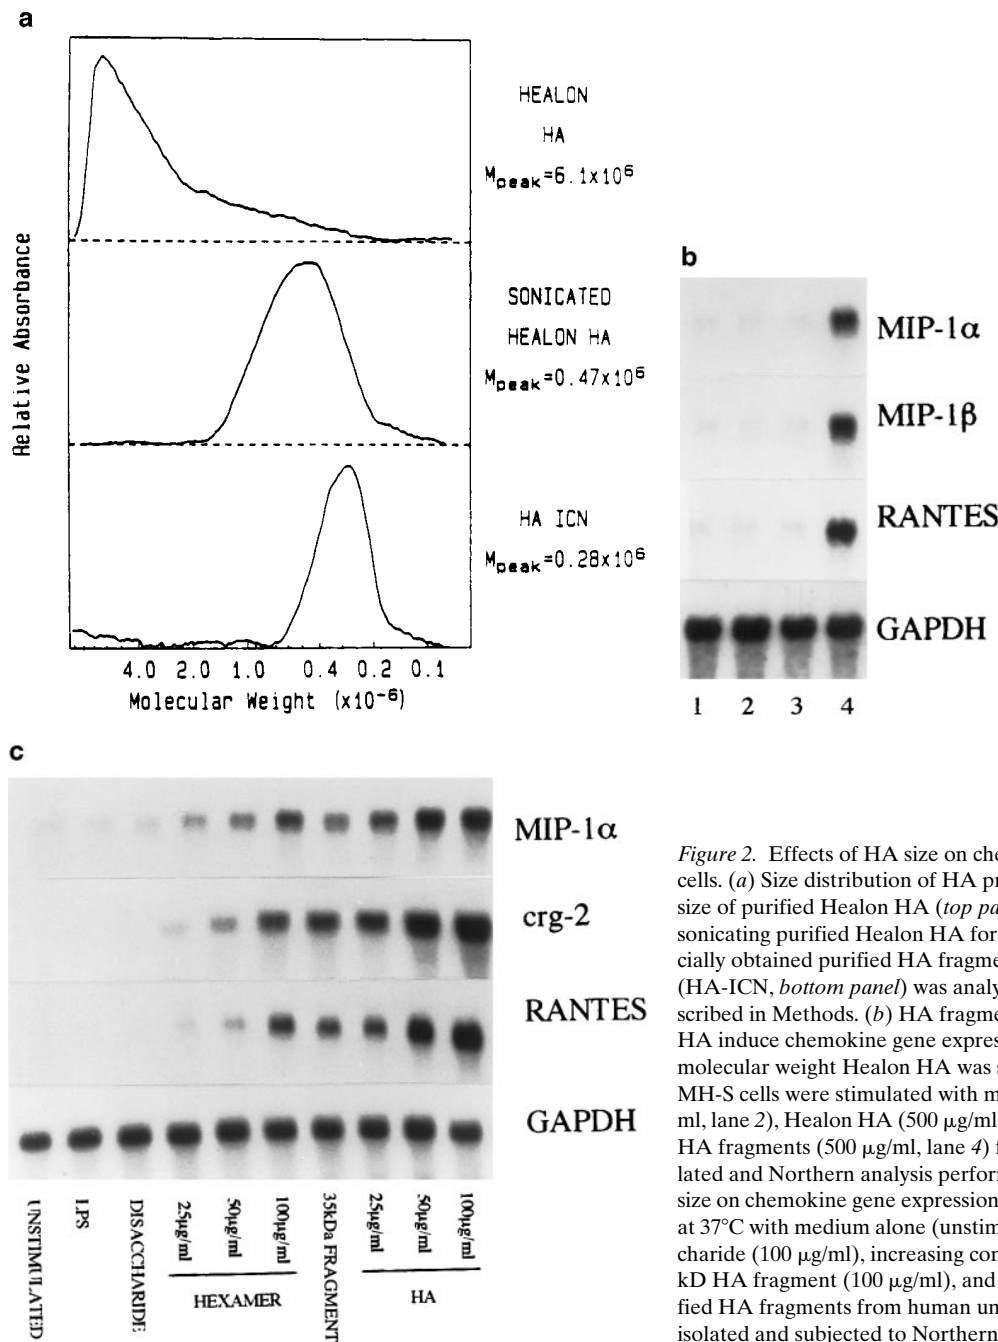 a
HEALON
HA
Mpeak=6.1x10⁶
SONICATED
HEALON HA
Mpeak=0.47x10⁶
HA ICN
Mpeak=0.28x10⁶
Relative Absorbance
4.0 2.0 1.0 0.4 0.2 0.1
Molecular Weight (x10⁻⁶)
b
MIP-1α
MIP-1β
RANTES
GAPDH
1 2 3 4
c
MIP-1α
crg-2
RANTES
GAPDH
UNSTIMULATED
LPS
DISACCHARIDE
25μg/ml
50μg/ml
100μg/ml
HEXAMER
35kDa FRAGMENT
25μg/ml
50μg/ml
100μg/ml
HA
Figure 2. Effects of HA size on che
cells. (a) Size distribution of HA pr
size of purified Healon HA (top pa
sonicating purified Healon HA for
cially obtained purified HA fragme
(HA-ICN, bottom panel) was analy
scribed in Methods. (b) HA fragme
HA induce chemokine gene expres
molecular weight Healon HA was s
MH-S cells were stimulated with m
ml, lane 2), Healon HA (500 μg/ml
HA fragments (500 μg/ml, lane 4) f
lated and Northern analysis perform
size on chemokine gene expression
at 37°C with medium alone (unstim
charide (100 μg/ml), increasing con
kD HA fragment (100 μg/ml), and
fied HA fragments from human un
isolated and subjected to Northern